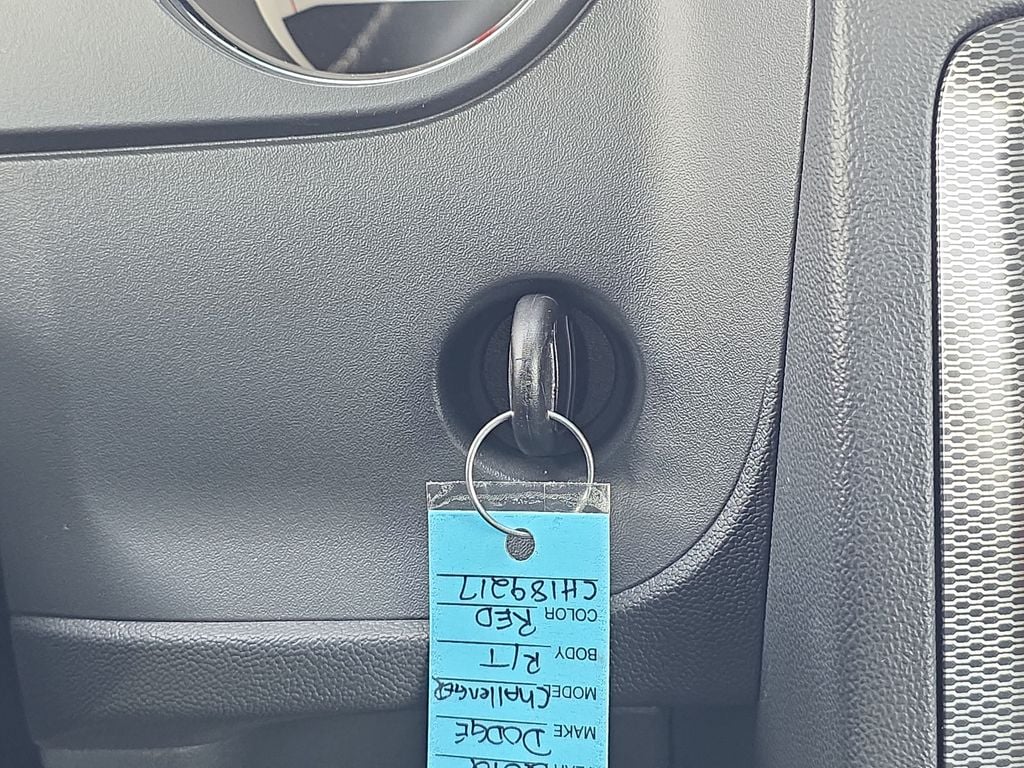 MAKE DODGE
MODEL Challenger
BODY R/T
COLOR RED
CH189217